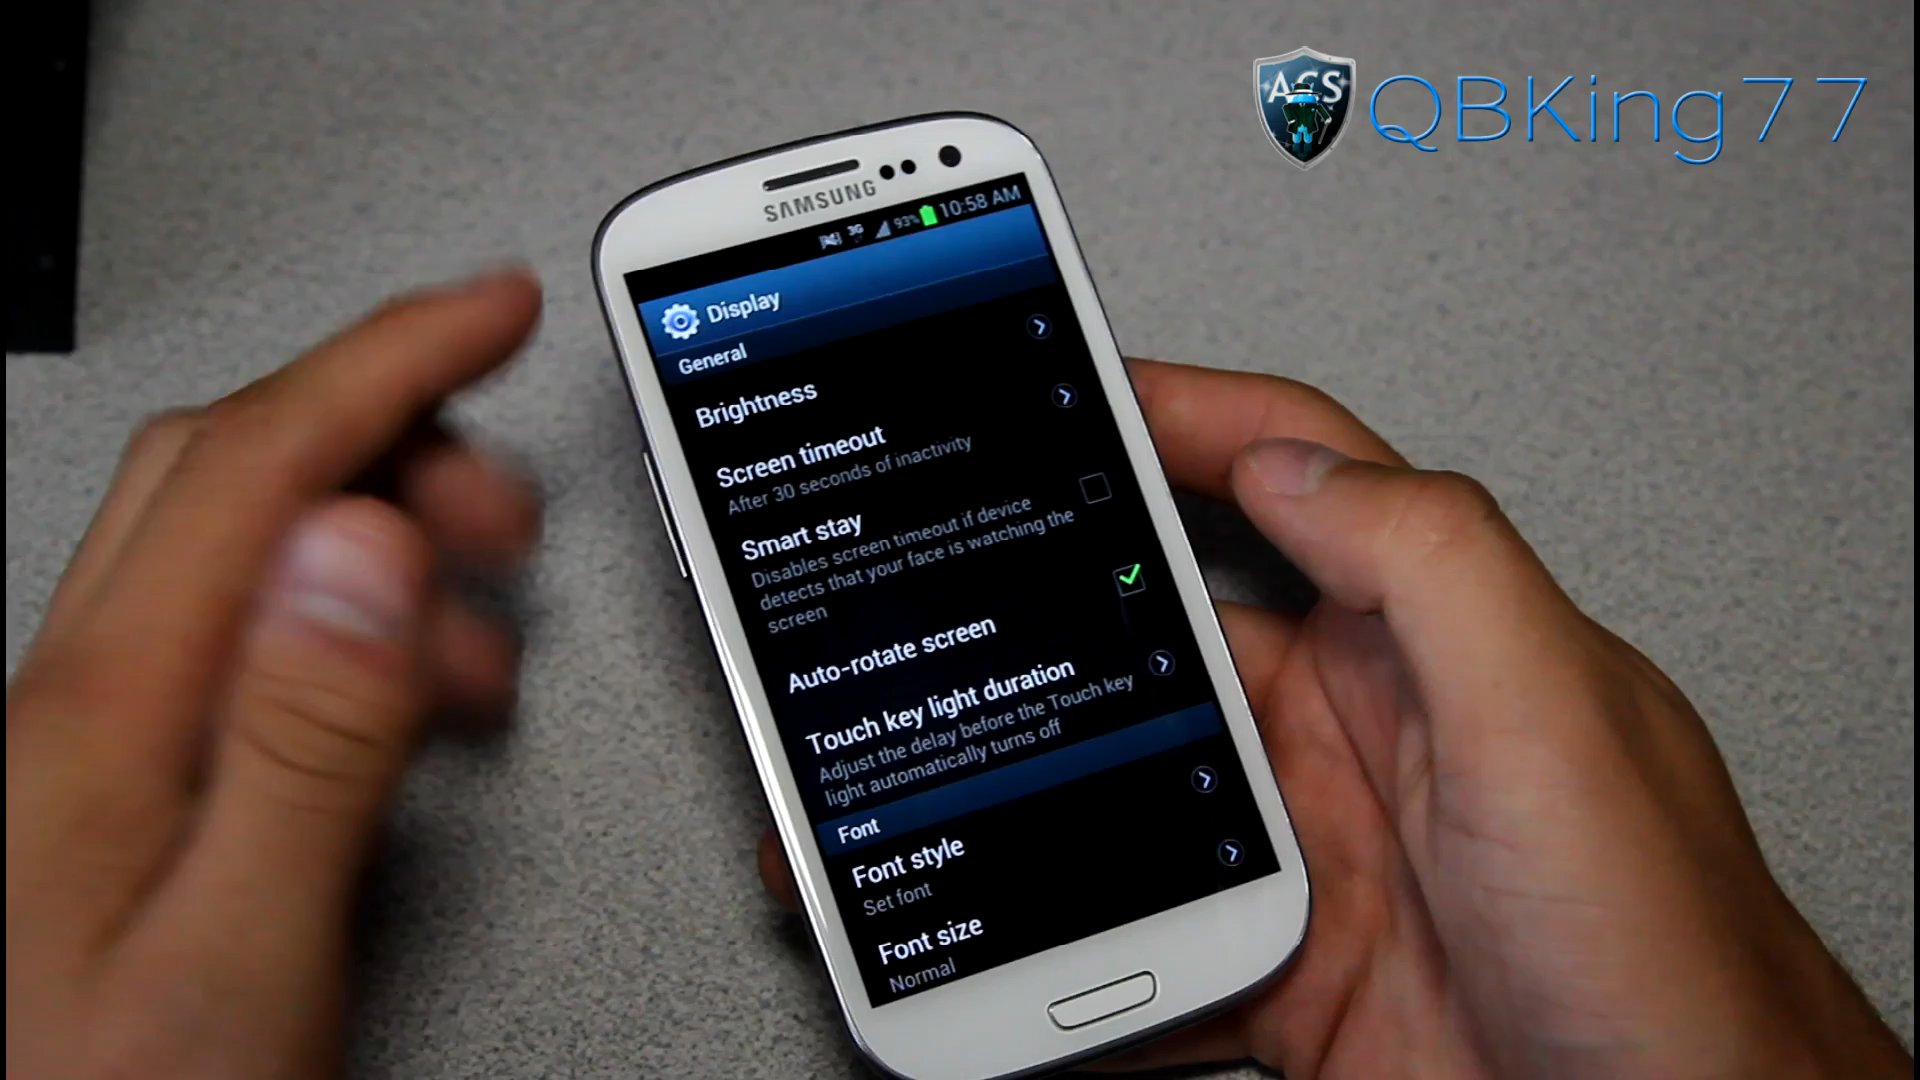 ACS QBKing77
SAMSUNG
3G 93% 10:58 AM
Display
General
Brightness
Screen timeout
After 30 seconds of inactivity
Smart stay
Disables screen timeout if device
detects that your face is watching the
screen
Auto-rotate screen
Touch key light duration
Adjust the delay before the Touch key
light automatically turns off
Font
Font style
Set font
Font size
Normal